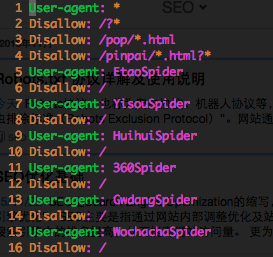 SEO
1 User-agent: *
2 Disallow: /?*
3 Disallow: /pop/*.html
4 Disallow: /pinpai/*.html?*
5 User-agent: EtaoSpider
6 Disallow: /
7 User-agent: YisouSpider
8 Disallow: /
9 User-agent: HuihuiSpider
10 Disallow: /
11 User-agent: 360Spider
12 Disallow: /
13 User-agent: GwdangSpider
14 Disallow: /
15 User-agent: WochachaSpider
16 Disallow: /